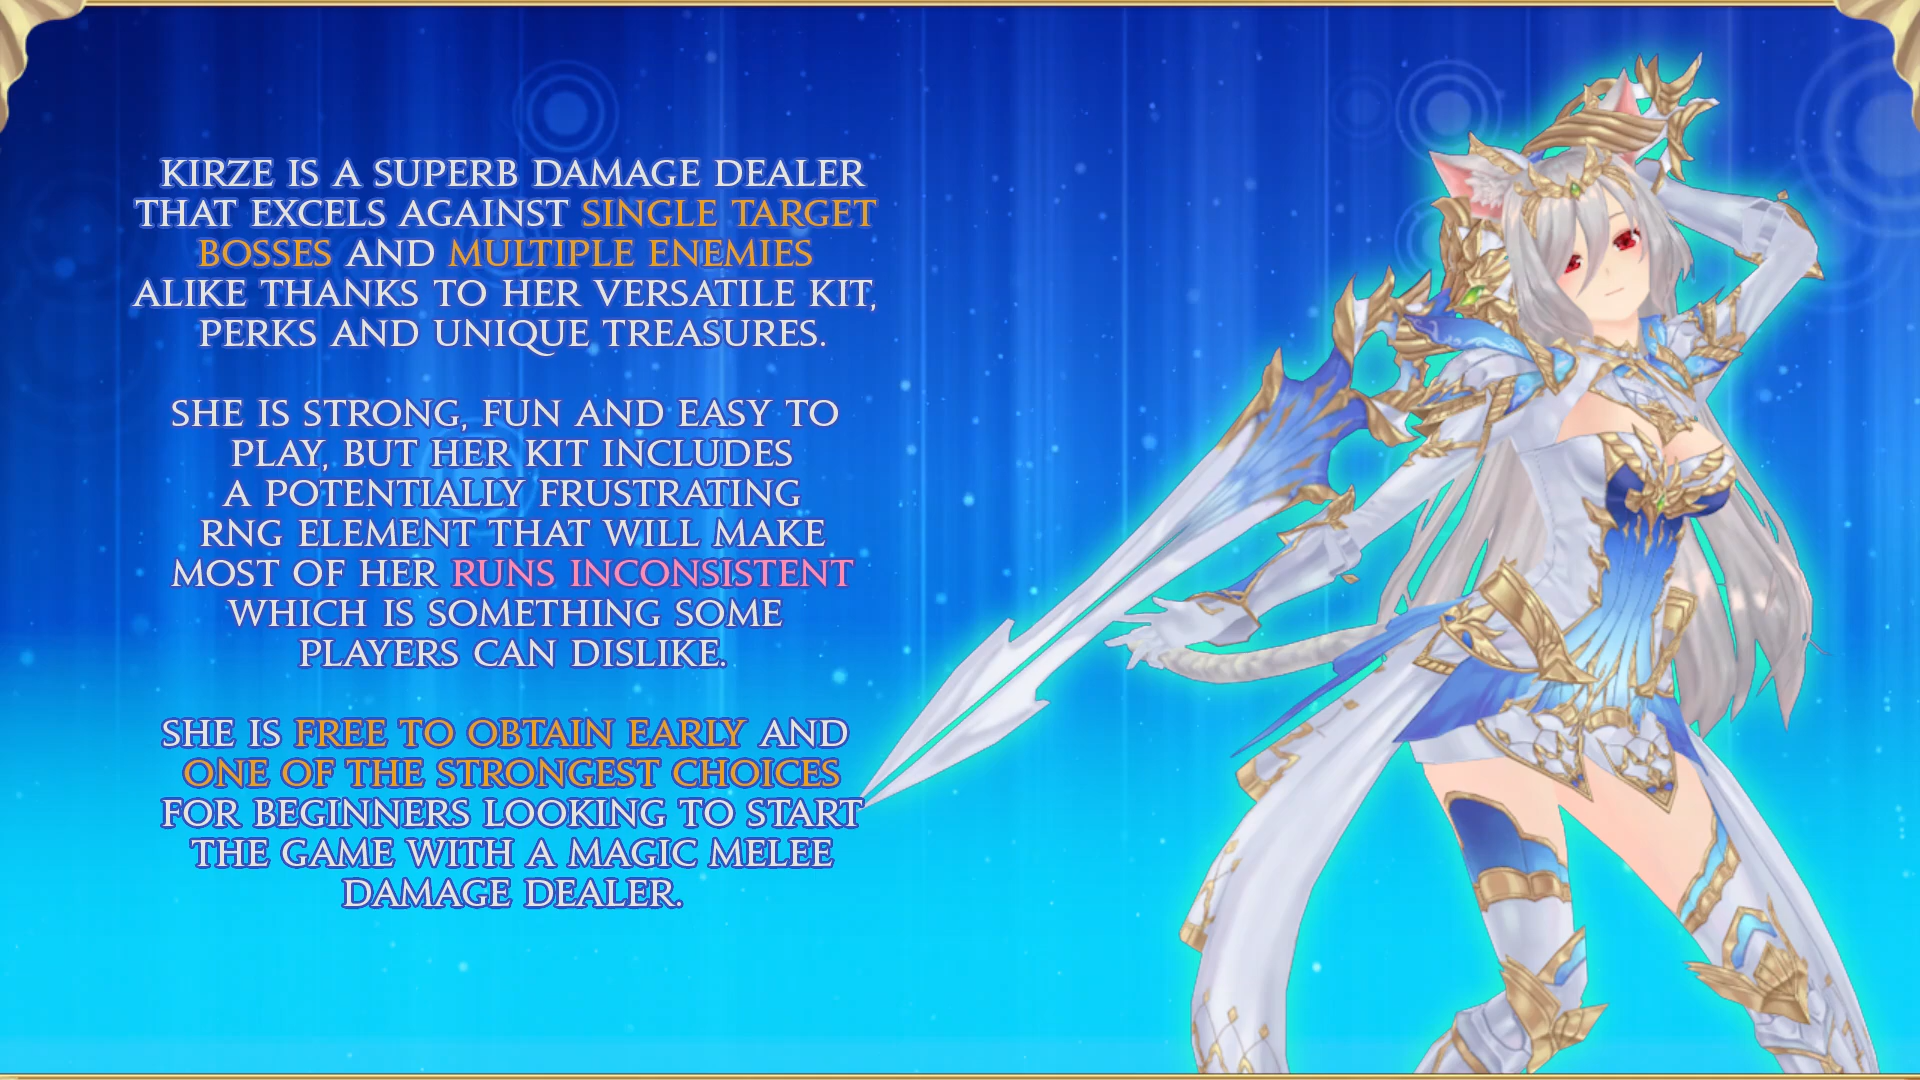 KIRZE IS A SUPERB DAMAGE DEALER
THAT EXCELS AGAINST SINGLE TARGET
BOSSES AND MULTIPLE ENEMIES
ALIKE THANKS TO HER VERSATILE KIT,
PERKS AND UNIQUE TREASURES.
SHE IS STRONG, FUN AND EASY TO
PLAY, BUT HER KIT INCLUDES
A POTENTIALLY FRUSTRATING
RNG ELEMENT THAT WILL MAKE
MOST OF HER RUNS INCONSISTENT
WHICH IS SOMETHING SOME
PLAYERS CAN DISLIKE.
SHE IS FREE TO OBTAIN EARLY AND
ONE OF THE STRONGEST CHOICES
FOR BEGINNERS LOOKING TO START
THE GAME WITH A MAGIC MELEE
DAMAGE DEALER.